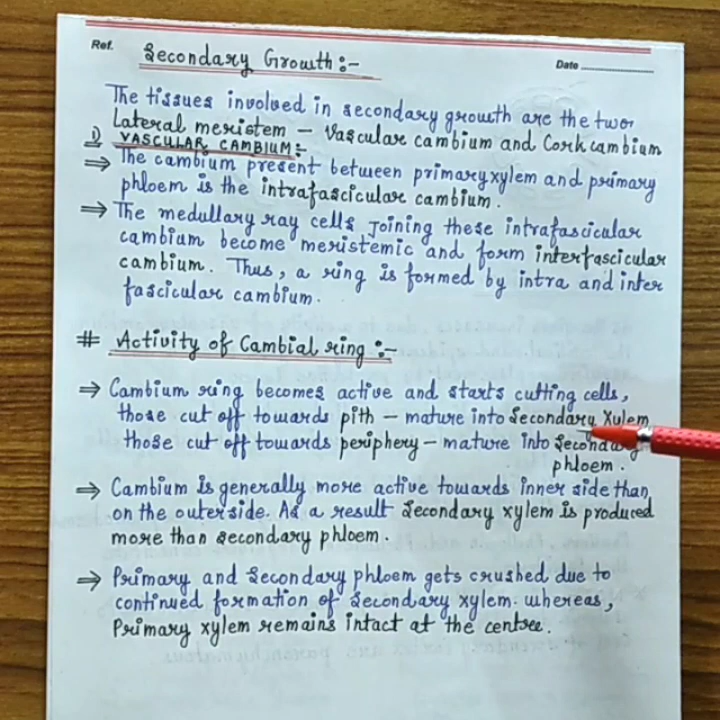 Ref.
Secondary Growth :-
Date
The tissues involved in secondary growth are the two
Lateral meristem - Vascular cambium and Cork cambium
1) VASCULAR CAMBIUM:-
⇒ The cambium present between primary xylem and primary
phloem is the intrafascicular cambium.
⇒ The medullary ray cells Joining these intrafascicular
cambium become meristemic and form interfascicular
cambium. Thus, a ring is formed by intra and inter
fascicular cambium.
# Activity of Cambial ring :-
⇒ Cambium ring becomes active and starts cutting cells,
those cut off towards pith - mature into Secondary Xylem
those cut off towards periphery - mature into Secondary
phloem.
⇒ Cambium is generally more active towards inner side than
on the outerside. As a result Secondary xylem is produced
more than secondary phloem.
⇒ Primary and Secondary phloem gets crushed due to
continued formation of Secondary xylem. whereas,
Primary xylem remains intact at the centre.